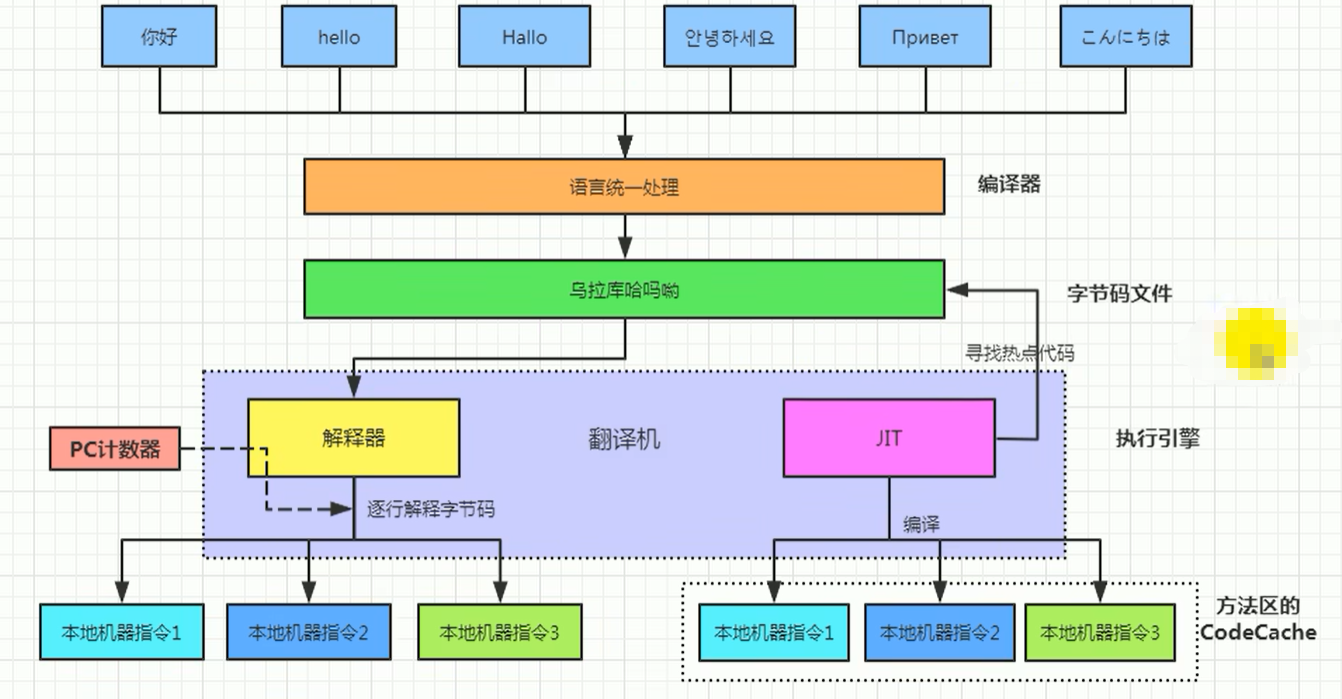 你好
hello
Hallo
안녕하세요
Привет
こんにちは
语言统一处理
编译器
乌拉库哈吗哟
字节码文件
寻找热点代码
PC计数器
解释器
翻译机
JIT
执行引擎
逐行解释字节码
编译
本地机器指令1
本地机器指令2
本地机器指令3
本地机器指令1
本地机器指令2
本地机器指令3
方法区的
CodeCache